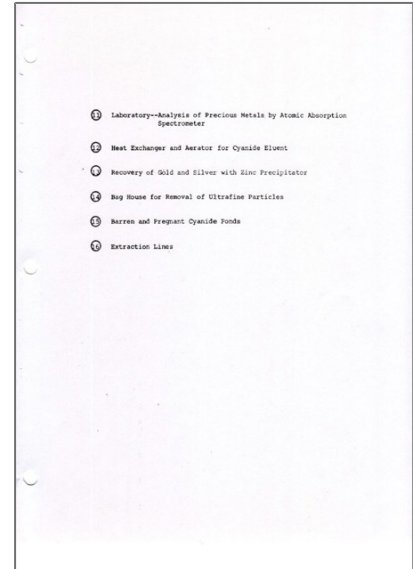 11 Laboratory--Analysis of Precious Metals by Atomic Absorption
Spectrometer
12 Heat Exchanger and Aerator for Cyanide Eluent
13 Recovery of Gold and Silver with Zinc Precipitator
14 Bag House for Removal of Ultrafine Particles
15 Barren and Pregnant Cyanide Ponds
16 Extraction Lines